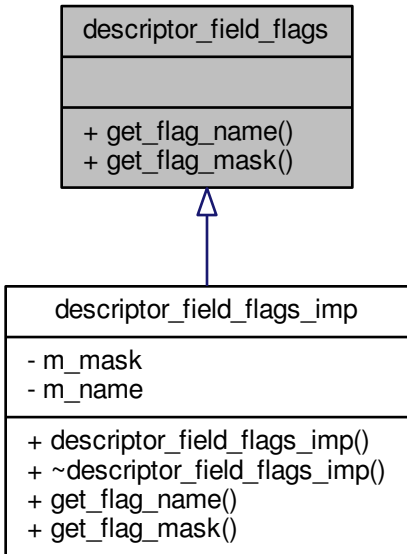 descriptor_field_flags
+ get_flag_name()
+ get_flag_mask()
descriptor_field_flags_imp
- m_mask
- m_name
+ descriptor_field_flags_imp()
+ ~descriptor_field_flags_imp()
+ get_flag_name()
+ get_flag_mask()